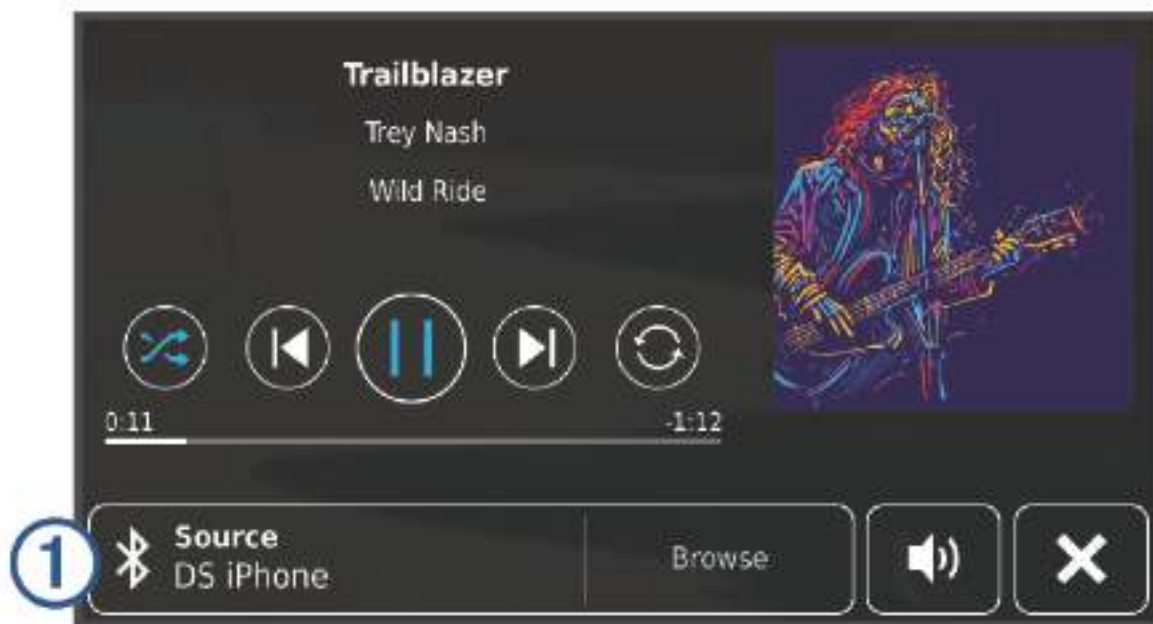 Trailblazer
Trey Nash
Wild Ride
0:11
-1:12
1
Source
DS iPhone
Browse